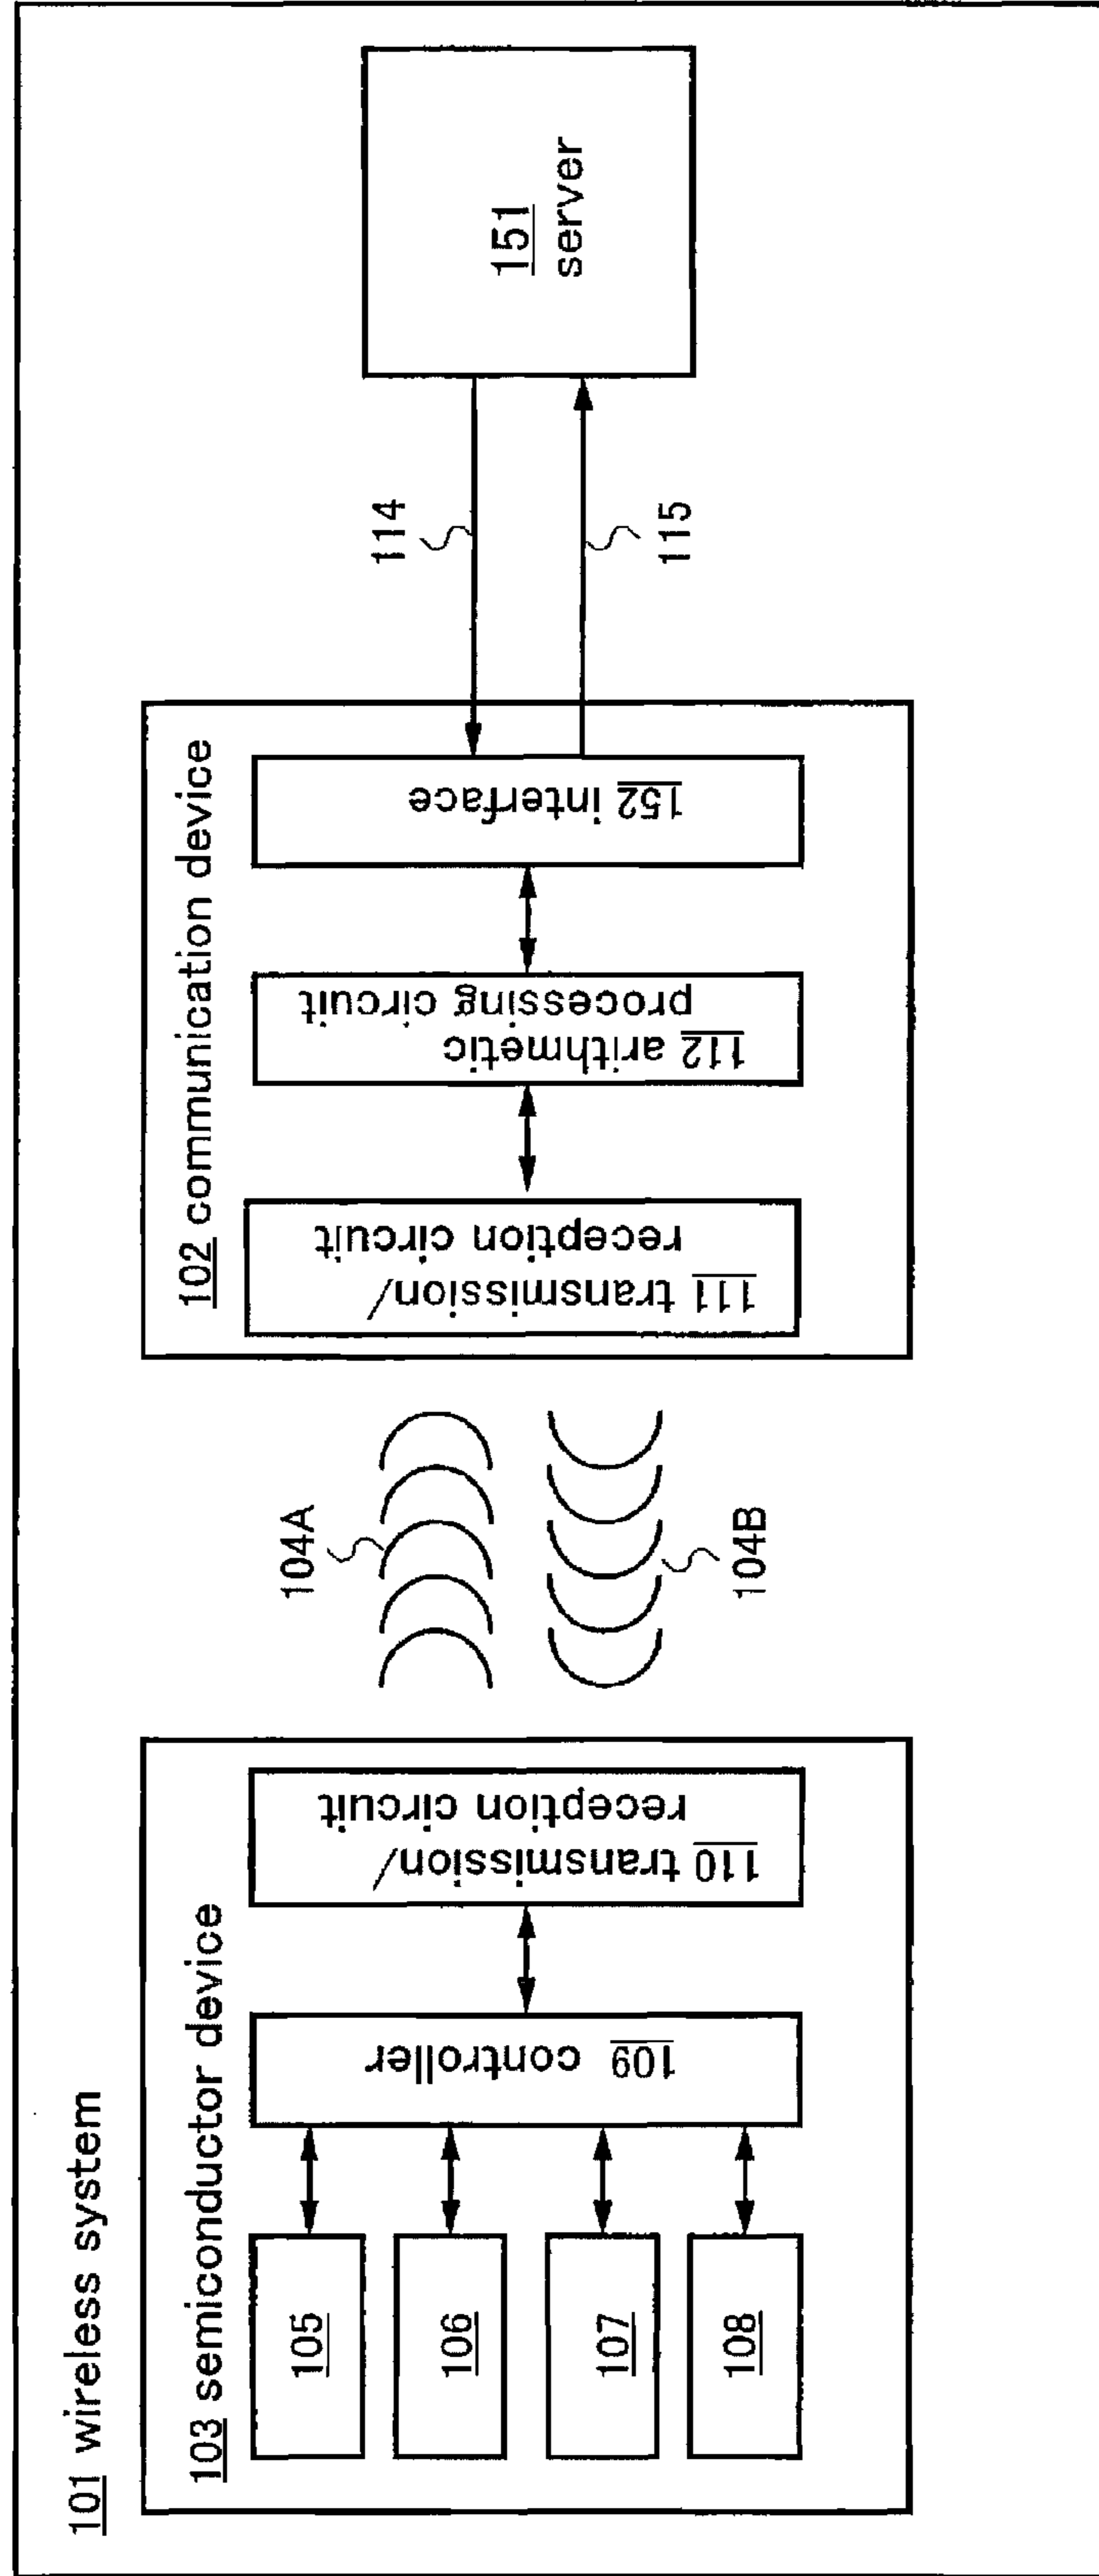 101 wireless system
103 semiconductor device
105
106
107
108
109 controller
110 transmission/
reception circuit
104A
104B
102 communication device
111 transmission/
reception circuit
112 arithmetic
processing circuit
152 interface
114
115
151
server